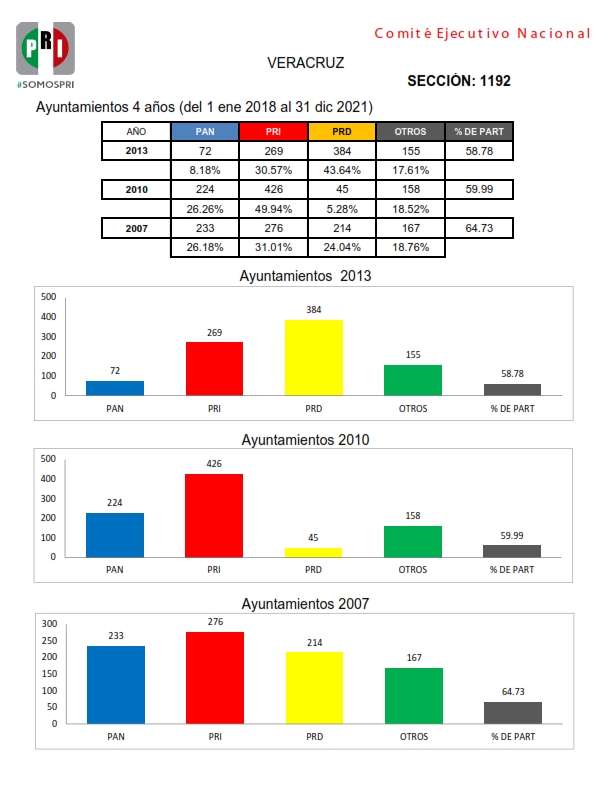 Comité Ejecutivo Nacional
PRI
#SOMOSPRI
VERACRUZ
SECCIÓN: 1192
Ayuntamientos 4 años (del 1 ene 2018 al 31 dic 2021)
AÑO PAN PRI PRD OTROS % DE PART
2013 72 269 384 155 58.78
8.18% 30.57% 43.64% 17.61%
2010 224 426 45 158 59.99
26.26% 49.94% 5.28% 18.52%
2007 233 276 214 167 64.73
26.18% 31.01% 24.04% 18.76%
Ayuntamientos 2013
500
400
300
200
100
0
72 269 384 155 58.78
PAN PRI PRD OTROS % DE PART
Ayuntamientos 2010
500
400
300
200
100
0
224 426 45 158 59.99
PAN PRI PRD OTROS % DE PART
Ayuntamientos 2007
300
250
200
150
100
50
0
233 276 214 167 64.73
PAN PRI PRD OTROS % DE PART